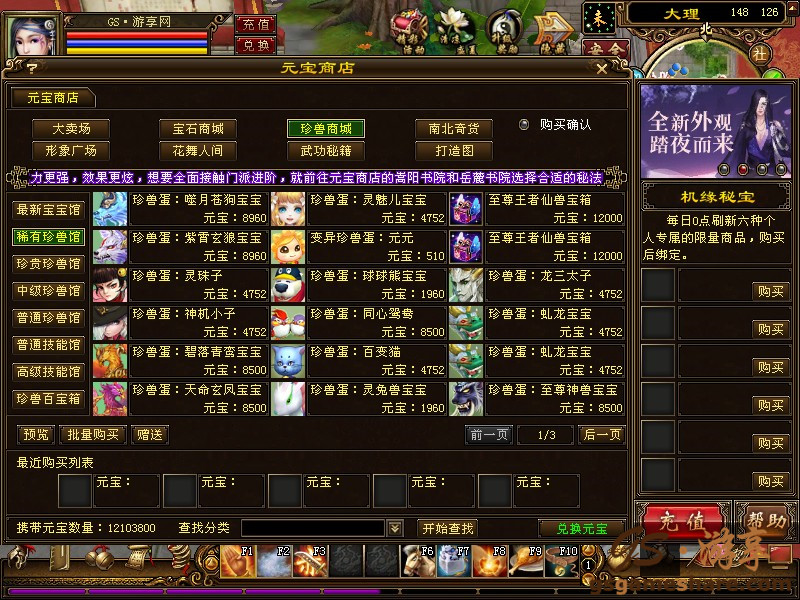 GS·游享网
充值
兑换
未
大理 148 126
北
社
安全
? 元宝商店
元宝商店
大卖场 宝石商城 珍兽商城 南北奇货 购买确认
形象广场 花舞人间 武功秘籍 打造图
力更强，效果更炫，想要全面接触门派进阶，就前往元宝商店的嵩阳书院和岳麓书院选择合适的秘法
最新宝宝馆
稀有珍兽馆
珍贵珍兽馆
中级珍兽馆
普通珍兽馆
普通技能馆
高级技能馆
珍兽百宝箱
珍兽蛋：噬月苍狗宝宝 珍兽蛋：灵魅儿宝宝 至尊王者仙兽宝箱
元宝：8960 元宝：4752 元宝：12000
珍兽蛋：紫霄玄狼宝宝 变异珍兽蛋：元元 至尊王者仙兽宝箱
元宝：8960 元宝：510 元宝：12000
珍兽蛋：灵珠子 珍兽蛋：球球熊宝宝 珍兽蛋：龙三太子
元宝：4752 元宝：1960 元宝：4752
珍兽蛋：神机小子 珍兽蛋：同心鸳鸯 珍兽蛋：虬龙宝宝
元宝：4752 元宝：8500 元宝：4752
珍兽蛋：碧落青鸾宝宝 珍兽蛋：百变猫 珍兽蛋：虬龙宝宝
元宝：8500 元宝：4752 元宝：4752
珍兽蛋：天命玄凤宝宝 珍兽蛋：灵兔兽宝宝 珍兽蛋：至尊神兽宝宝
元宝：8500 元宝：1960 元宝：8500
预览 批量购买 赠送 前一页 1/3 后一页
最近购买列表
元宝： 元宝： 元宝： 元宝： 元宝：
携带元宝数量：12103800 查找分类 开始查找 兑换元宝
全新外观
踏夜而来
机缘秘宝
每日0点刷新六种个
人专属的限量商品，购买
后绑定。
购买
购买
购买
购买
购买
购买
充值 帮助
F1 F2 F3 F6 F7 F8 F9 F10 1
GS·游享